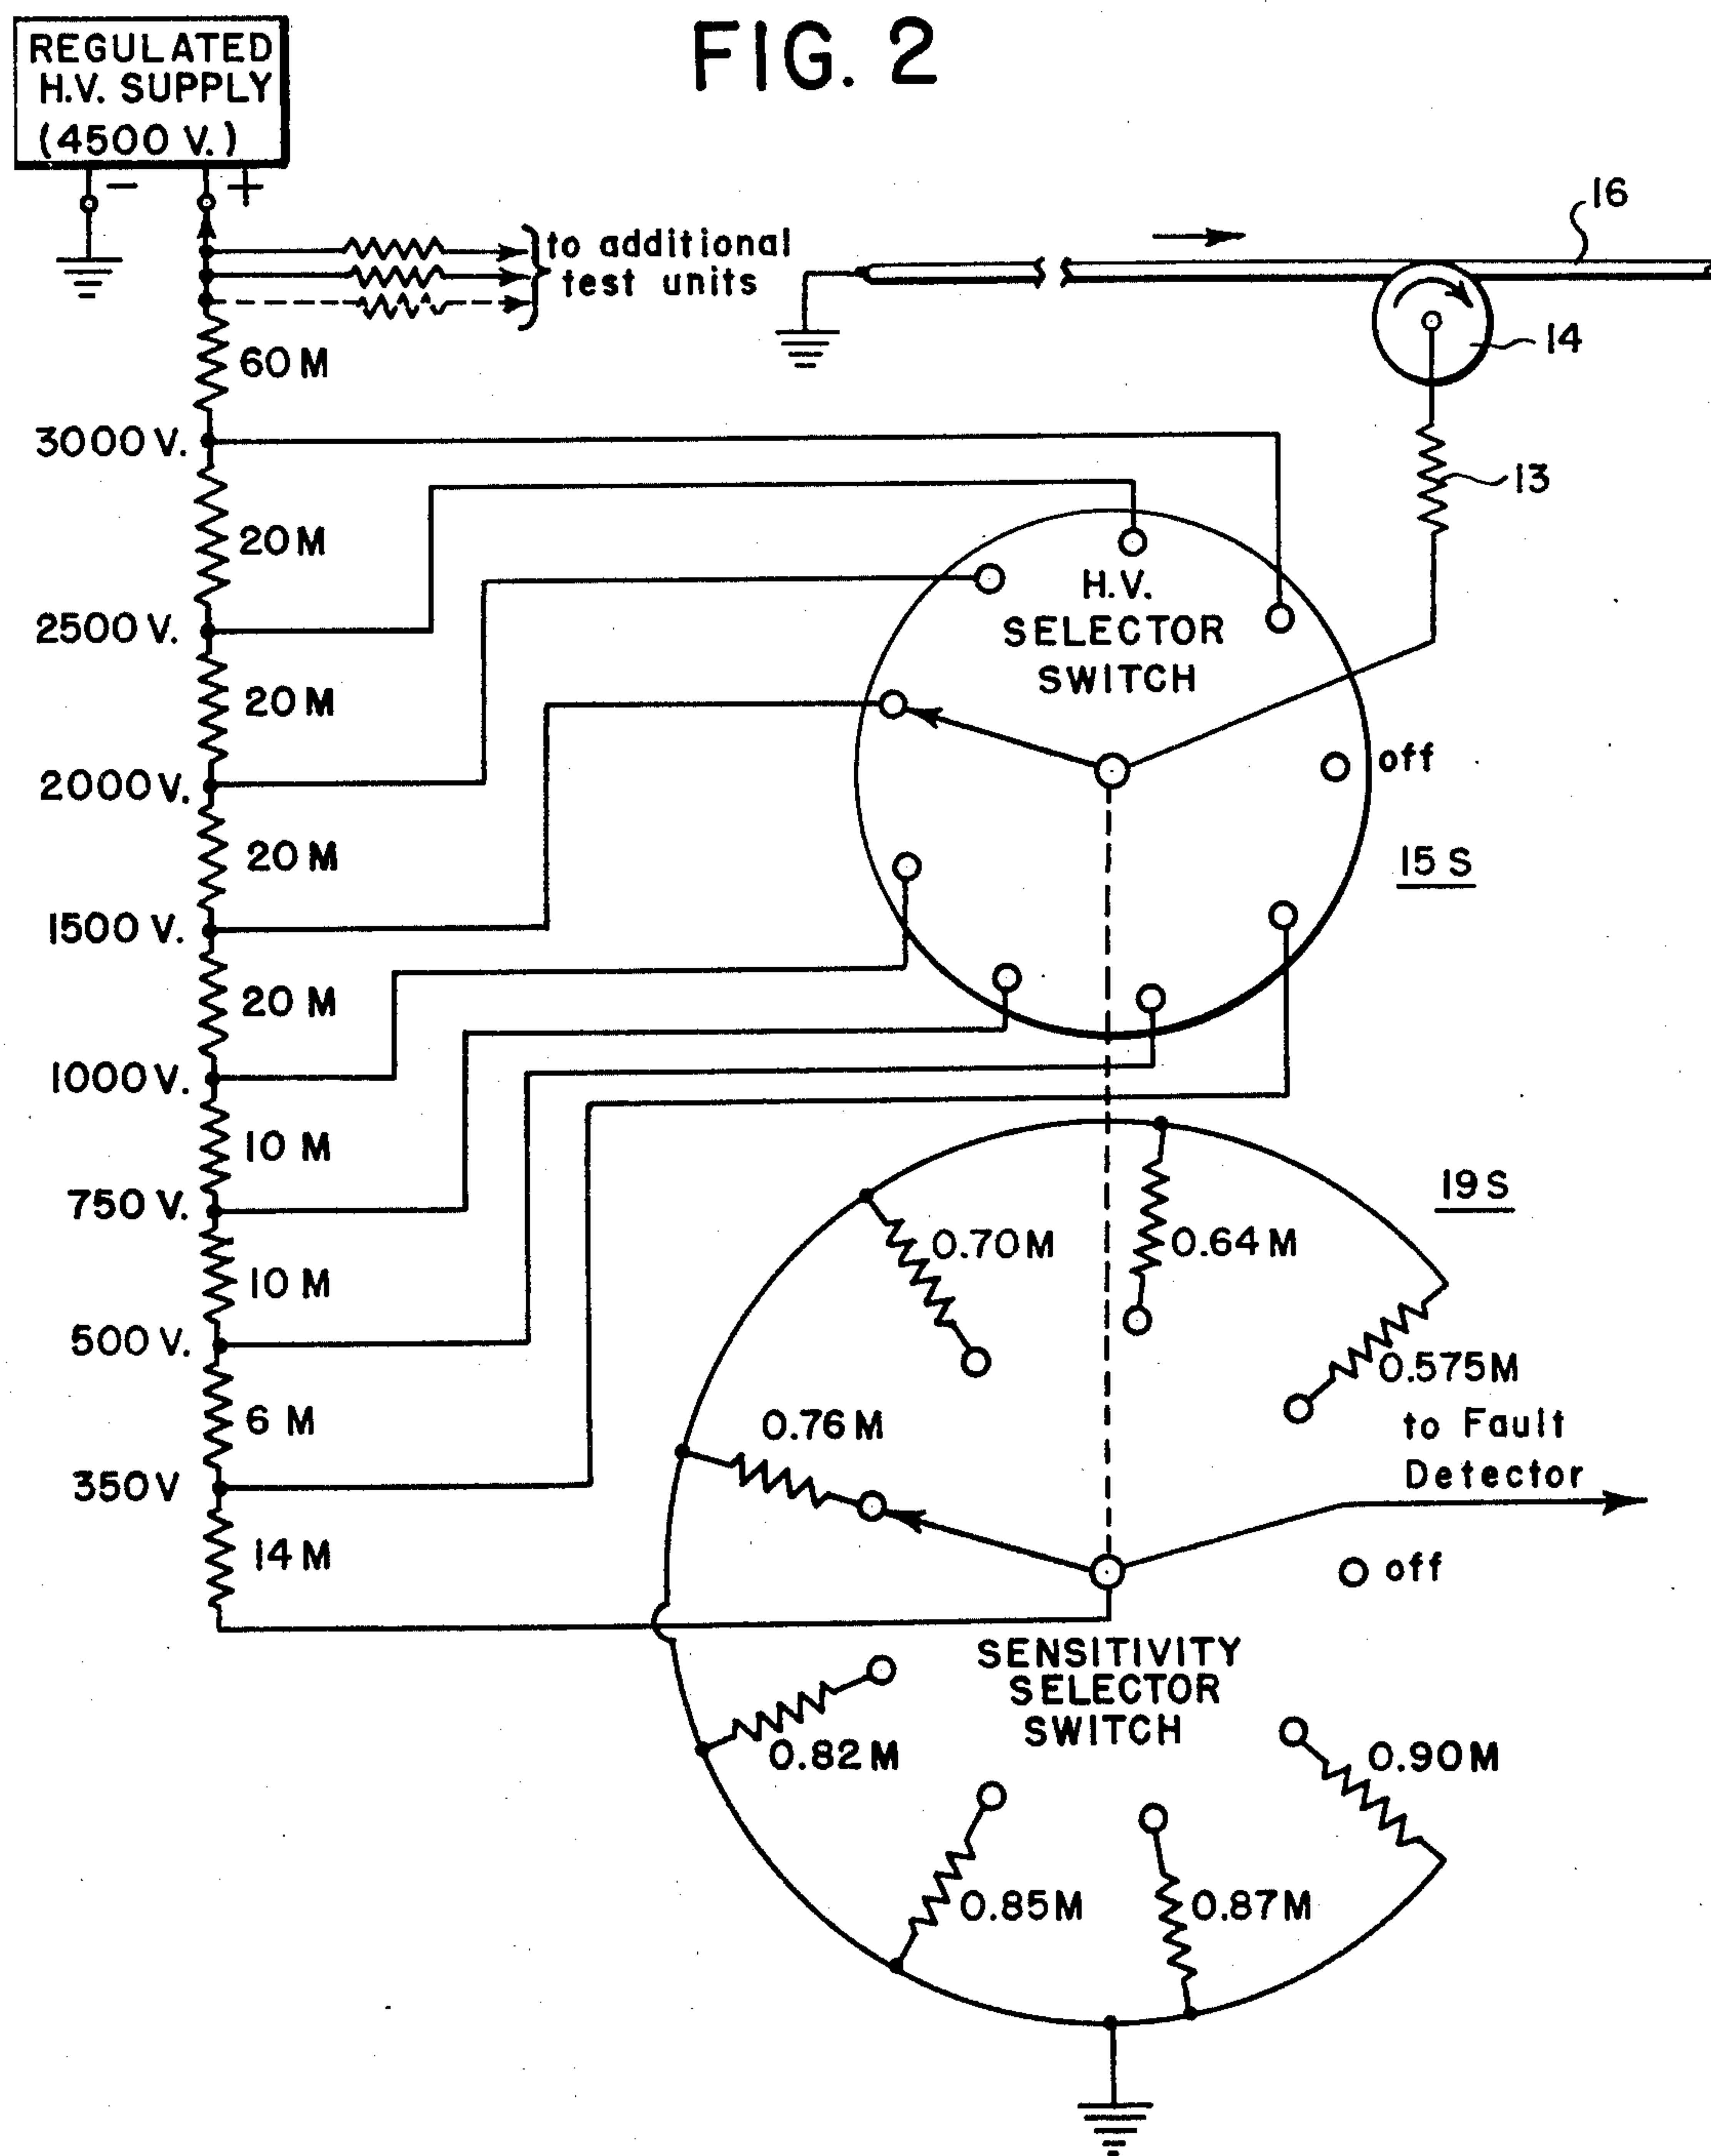 FIG. 2
REGULATED
H.V. SUPPLY
(4500 V.)
− +
to additional
test units
16
14
13
60 M
3000 V.
20 M
2500 V.
20 M
2000 V.
20 M
1500 V.
20 M
1000 V.
10 M
750 V.
10 M
500 V.
6 M
350 V
14 M
H.V.
SELECTOR
SWITCH
off
15 S
19 S
0.70 M
0.64 M
0.575 M
0.76 M
to Fault
Detector
off
SENSITIVITY
SELECTOR
SWITCH
0.82 M
0.90 M
0.85 M
0.87 M